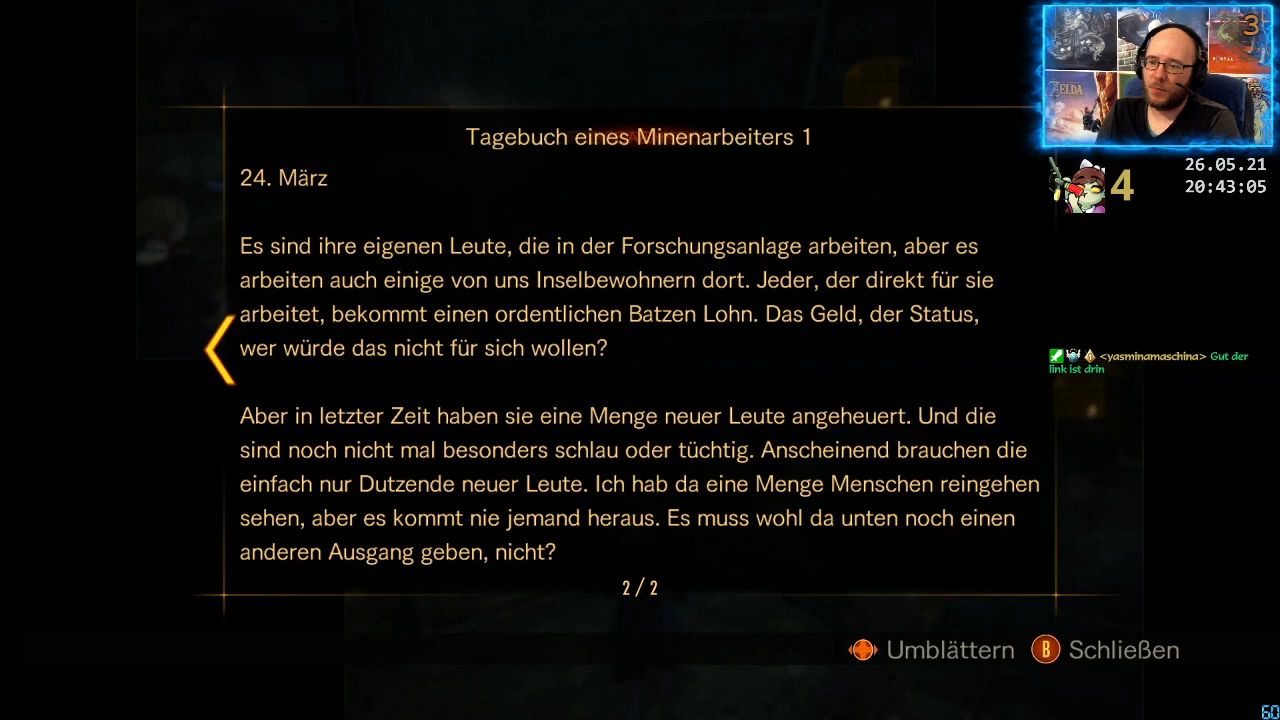 3
ZELDA
PORTAL
Tagebuch eines Minenarbeiters 1
4
26.05.21
20:43:05
24. März
Es sind ihre eigenen Leute, die in der Forschungsanlage arbeiten, aber es
arbeiten auch einige von uns Inselbewohnern dort. Jeder, der direkt für sie
arbeitet, bekommt einen ordentlichen Batzen Lohn. Das Geld, der Status,
wer würde das nicht für sich wollen?
<yasminamaschina> Gut der
link ist drin
Aber in letzter Zeit haben sie eine Menge neuer Leute angeheuert. Und die
sind noch nicht mal besonders schlau oder tüchtig. Anscheinend brauchen die
einfach nur Dutzende neuer Leute. Ich hab da eine Menge Menschen reingehen
sehen, aber es kommt nie jemand heraus. Es muss wohl da unten noch einen
anderen Ausgang geben, nicht?
2 / 2
Umblättern B Schließen
60